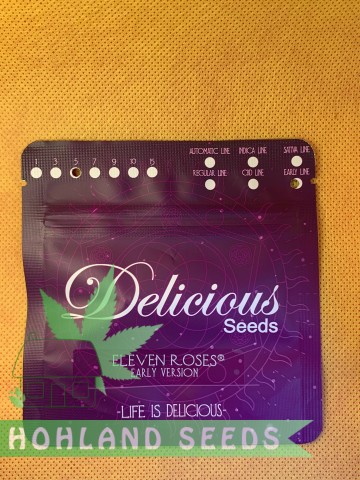 AUTOMATIC LINE INDICA LINE SATIVA LINE
1 3 5 7 9 10 15
REGULAR LINE CBD LINE EARLY LINE
Delicious
Seeds
ELEVEN ROSES®
EARLY VERSION
-LIFE IS DELICIOUS-
HOHLAND SEEDS